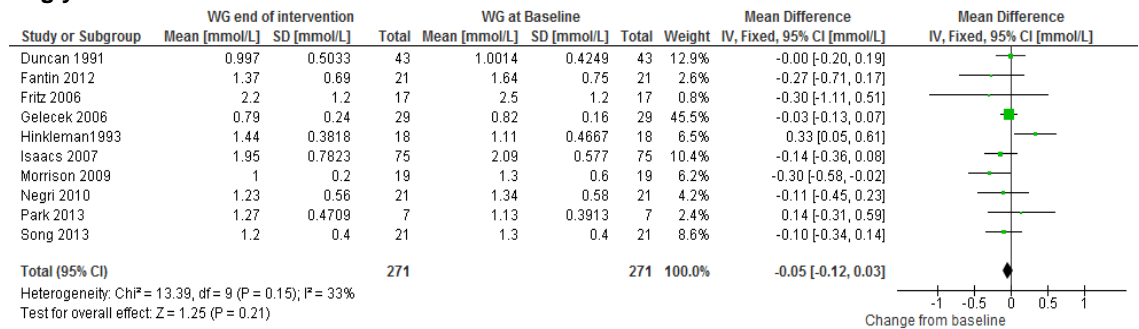 WG end of intervention WG at Baseline Mean Difference Mean Difference
Study or Subgroup Mean [mmol/L] SD [mmol/L] Total Mean [mmol/L] SD [mmol/L] Total Weight IV, Fixed, 95% CI [mmol/L] IV, Fixed, 95% CI [mmol/L]
Duncan 1991 0.997 0.5033 43 1.0014 0.4249 43 12.9% -0.00 [-0.20, 0.19]
Fantin 2012 1.37 0.69 21 1.64 0.75 21 2.6% -0.27 [-0.71, 0.17]
Fritz 2006 2.2 1.2 17 2.5 1.2 17 0.8% -0.30 [-1.11, 0.51]
Gelecek 2006 0.79 0.24 29 0.82 0.16 29 45.5% -0.03 [-0.13, 0.07]
Hinkleman1993 1.44 0.3818 18 1.11 0.4667 18 6.5% 0.33 [0.05, 0.61]
Isaacs 2007 1.95 0.7823 75 2.09 0.577 75 10.4% -0.14 [-0.36, 0.08]
Morrison 2009 1 0.2 19 1.3 0.6 19 6.2% -0.30 [-0.58, -0.02]
Negri 2010 1.23 0.56 21 1.34 0.58 21 4.2% -0.11 [-0.45, 0.23]
Park 2013 1.27 0.4709 7 1.13 0.3913 7 2.4% 0.14 [-0.31, 0.59]
Song 2013 1.2 0.4 21 1.3 0.4 21 8.6% -0.10 [-0.34, 0.14]
Total (95% CI) 271 271 100.0% -0.05 [-0.12, 0.03]
Heterogeneity: Chi² = 13.39, df = 9 (P = 0.15); I² = 33%
Test for overall effect: Z = 1.25 (P = 0.21)
-1 -0.5 0 0.5 1
Change from baseline